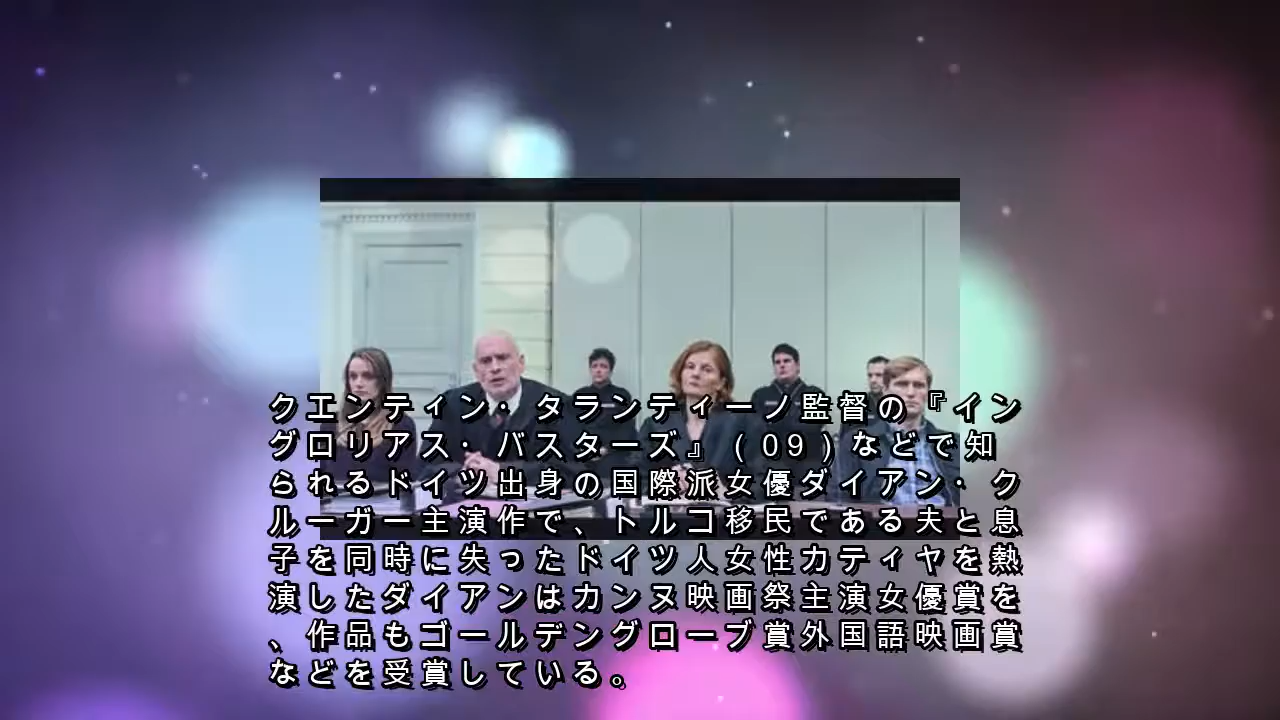 クエンティン・タランティーノ監督の『イン
グロリアス・バスターズ』(09)などで知
られるドイツ出身の国際派女優ダイアン・ク
ルーガー主演作で、トルコ移民である夫と息
子を同時に失ったドイツ人女性カティヤを熱
演したダイアンはカンヌ映画祭主演女優賞を
、作品もゴールデングローブ賞外国語映画賞
などを受賞している。